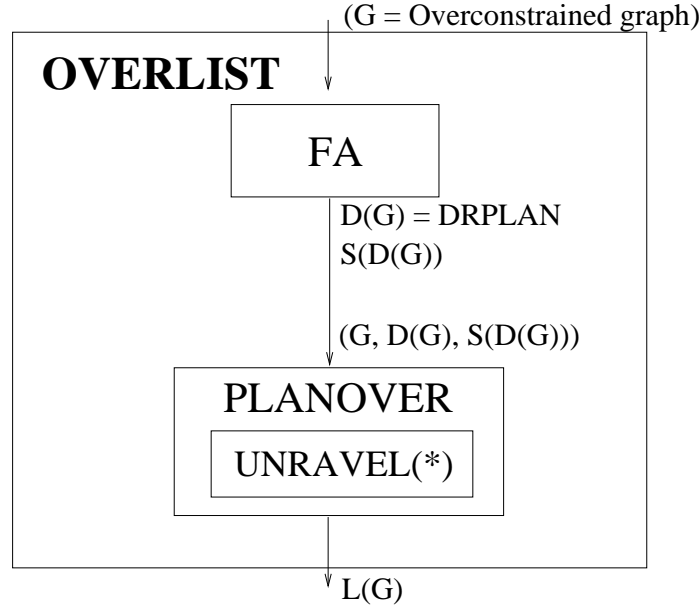 (G = Overconstrained graph)
OVERLIST
FA
D(G) = DRPLAN
S(D(G))
(G, D(G), S(D(G)))
PLANOVER
UNRAVEL(*)
L(G)